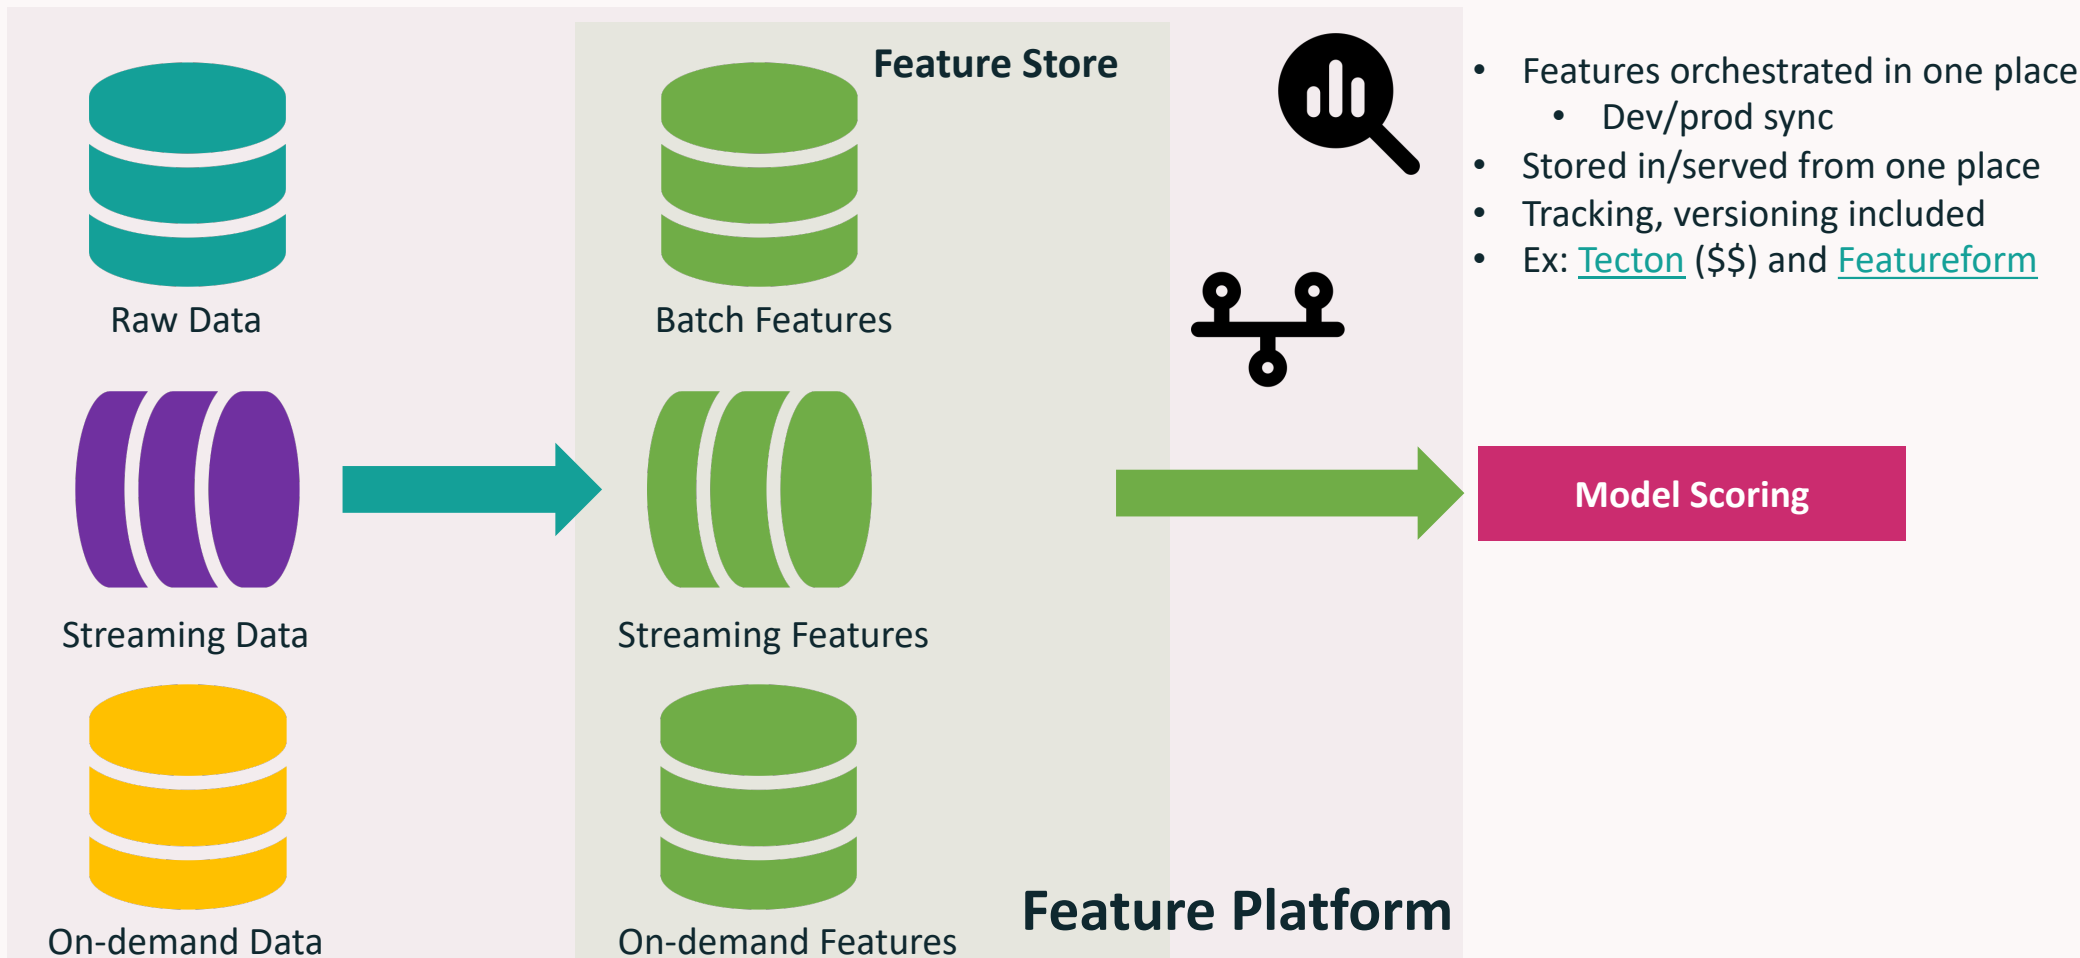 Feature Store
Raw Data
Batch Features
Streaming Data
Streaming Features
On-demand Data
On-demand Features
Feature Platform
• Features orchestrated in one place
• Dev/prod sync
• Stored in/served from one place
• Tracking, versioning included
• Ex: Tecton ($$) and Featureform
Model Scoring